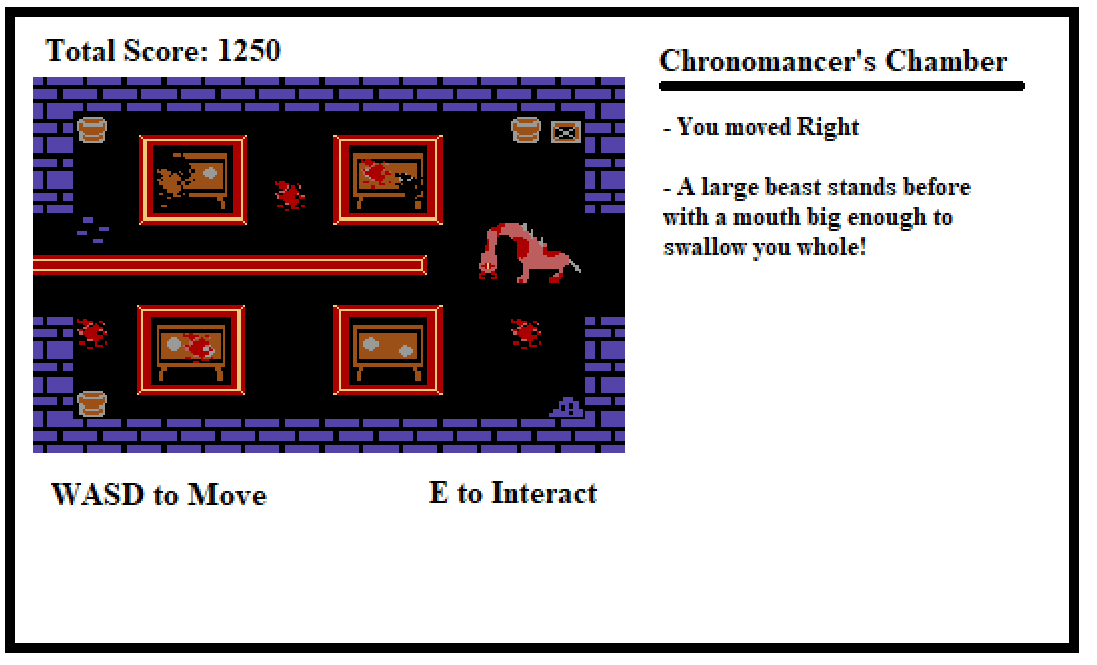 Total Score: 1250
Chronomancer's Chamber
- You moved Right
- A large beast stands before
with a mouth big enough to
swallow you whole!
WASD to Move
E to Interact